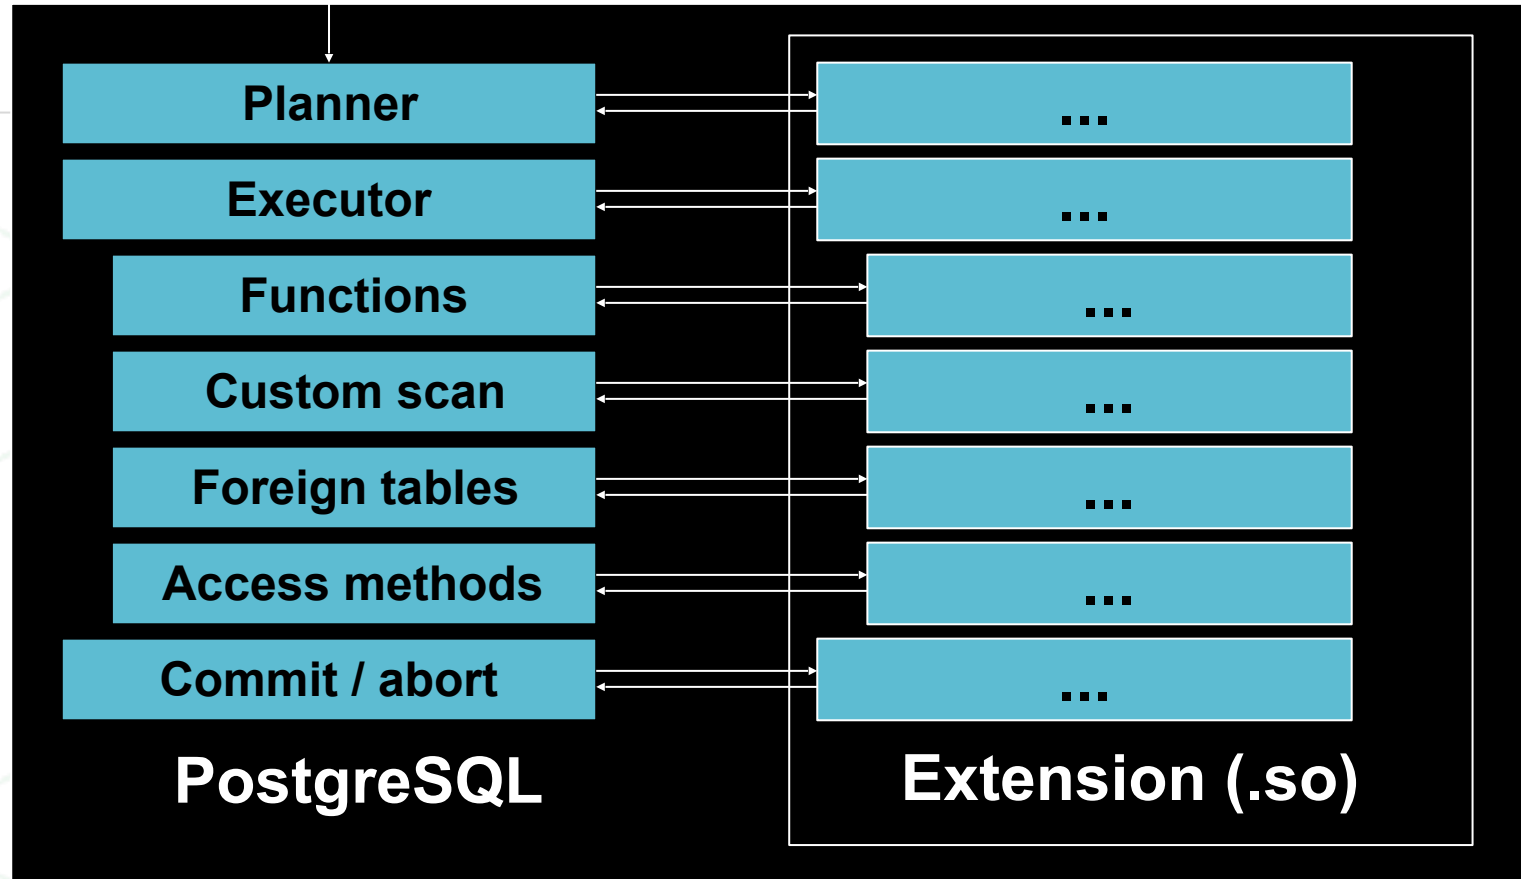 Planner
...
Executor
...
Functions
...
Custom scan
...
Foreign tables
...
Access methods
...
Commit / abort
...
PostgreSQL
Extension (.so)